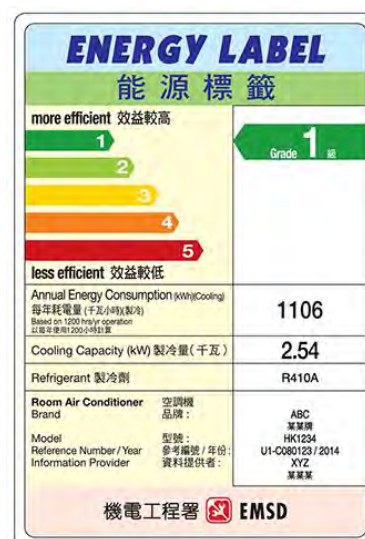 ENERGY LABEL
能源標籤
more efficient 效益較高
1
2
3
4
5
less efficient 效益較低
Grade 1 級
Annual Energy Consumption (kWh)(Cooling)
每年耗電量 (千瓦小時)(製冷)
Based on 1200 hrs/yr operation
以每年使用1200小時計算
1106
Cooling Capacity (kW) 製冷量(千瓦) 2.54
Refrigerant 製冷劑 R410A
Room Air Conditioner 空調機
Brand 品牌: ABC
某某牌
Model 型號: HK1234
Reference Number / Year 參考編號 / 年份: U1-C080123 / 2014
Information Provider 資料提供者: XYZ
某某某
機電工程署 EMSD